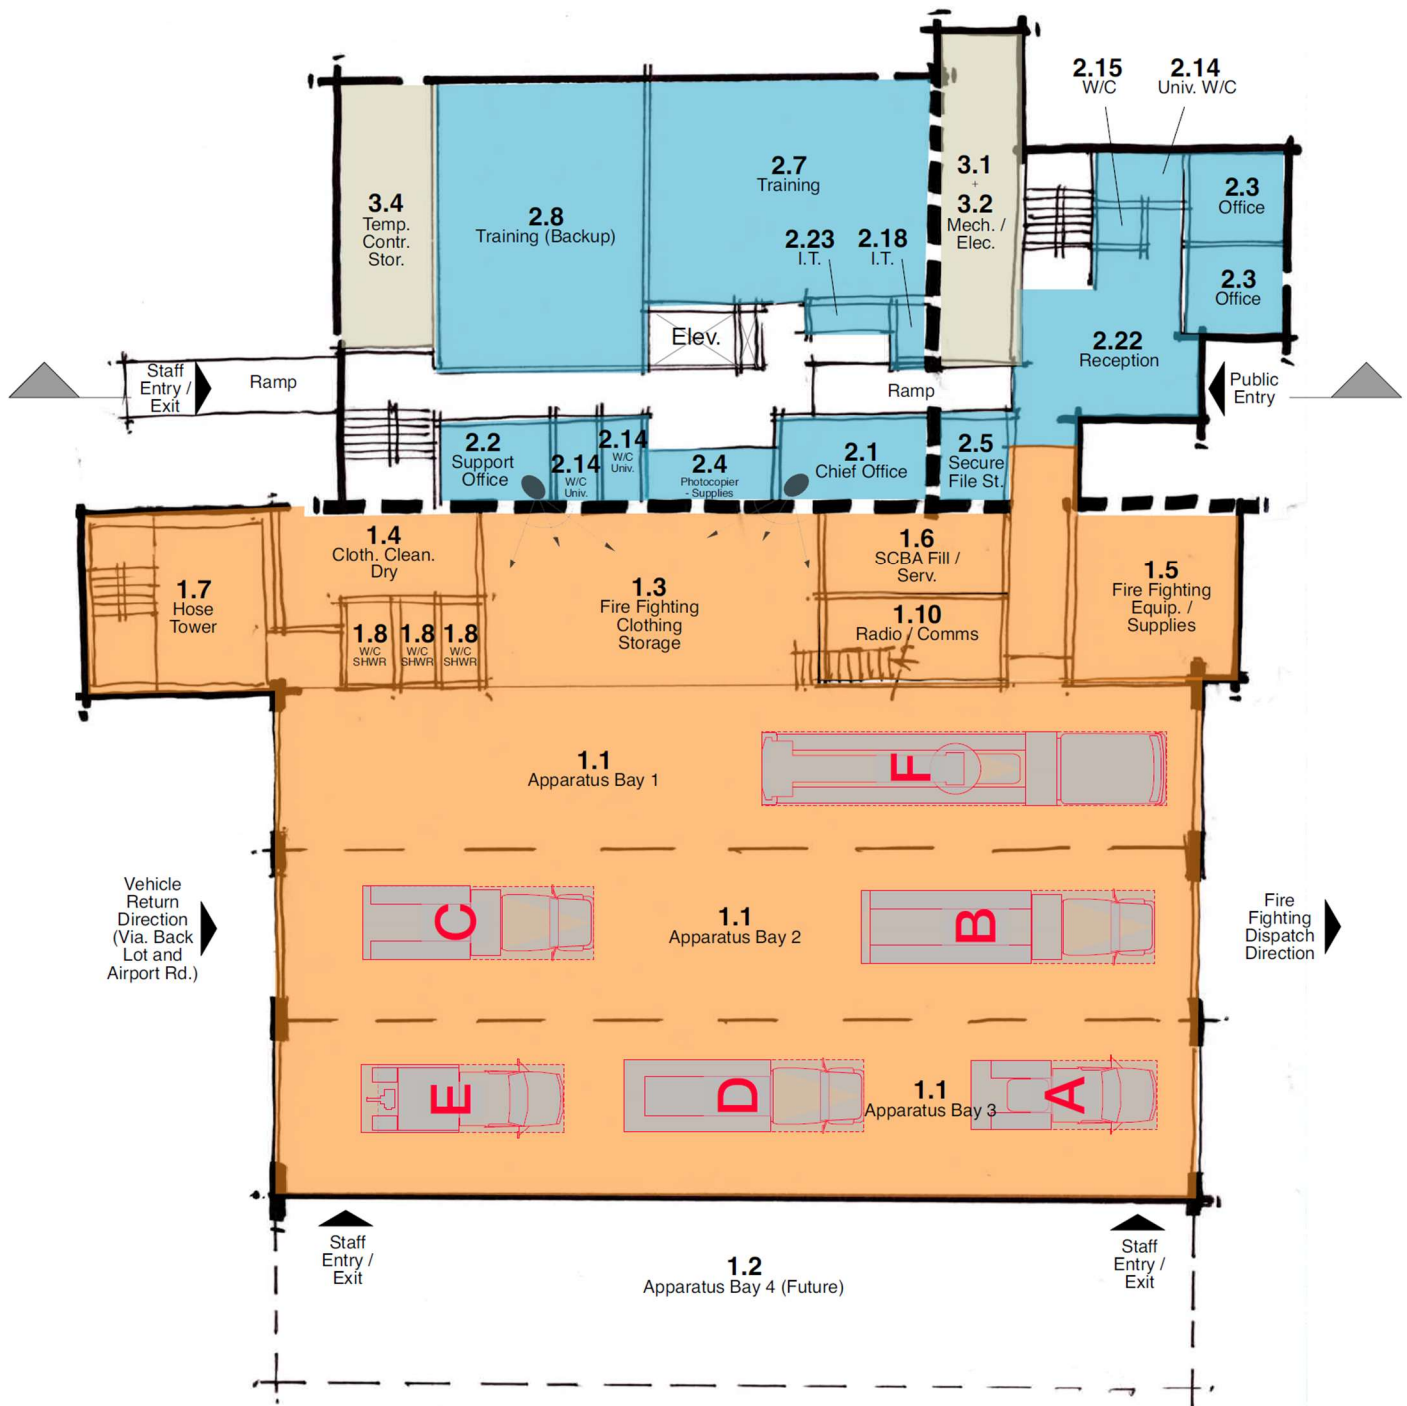 2.15
W/C
2.14
Univ. W/C
3.4
Temp.
Contr.
Stor.
2.8
Training (Backup)
2.7
Training
2.23
I.T.
2.18
I.T.
3.1
+
3.2
Mech. /
Elec.
2.3
Office
2.3
Office
2.22
Reception
Elev.
Staff
Entry /
Exit
Ramp
Ramp
Public
Entry
2.2
Support
Office
2.14
W/C
Univ.
2.14
W/C
Univ.
2.4
Photocopier
- Supplies
2.1
Chief Office
2.5
Secure
File St.
1.7
Hose
Tower
1.4
Cloth. Clean.
Dry
1.8
W/C
SHWR
1.8
W/C
SHWR
1.8
W/C
SHWR
1.3
Fire Fighting
Clothing
Storage
1.6
SCBA Fill /
Serv.
1.10
Radio / Comms
1.5
Fire Fighting
Equip. /
Supplies
1.1
Apparatus Bay 1
F
Vehicle
Return
Direction
(Via. Back
Lot and
Airport Rd.)
C
1.1
Apparatus Bay 2
B
Fire
Fighting
Dispatch
Direction
E
D
1.1
Apparatus Bay 3
A
Staff
Entry /
Exit
1.2
Apparatus Bay 4 (Future)
Staff
Entry /
Exit